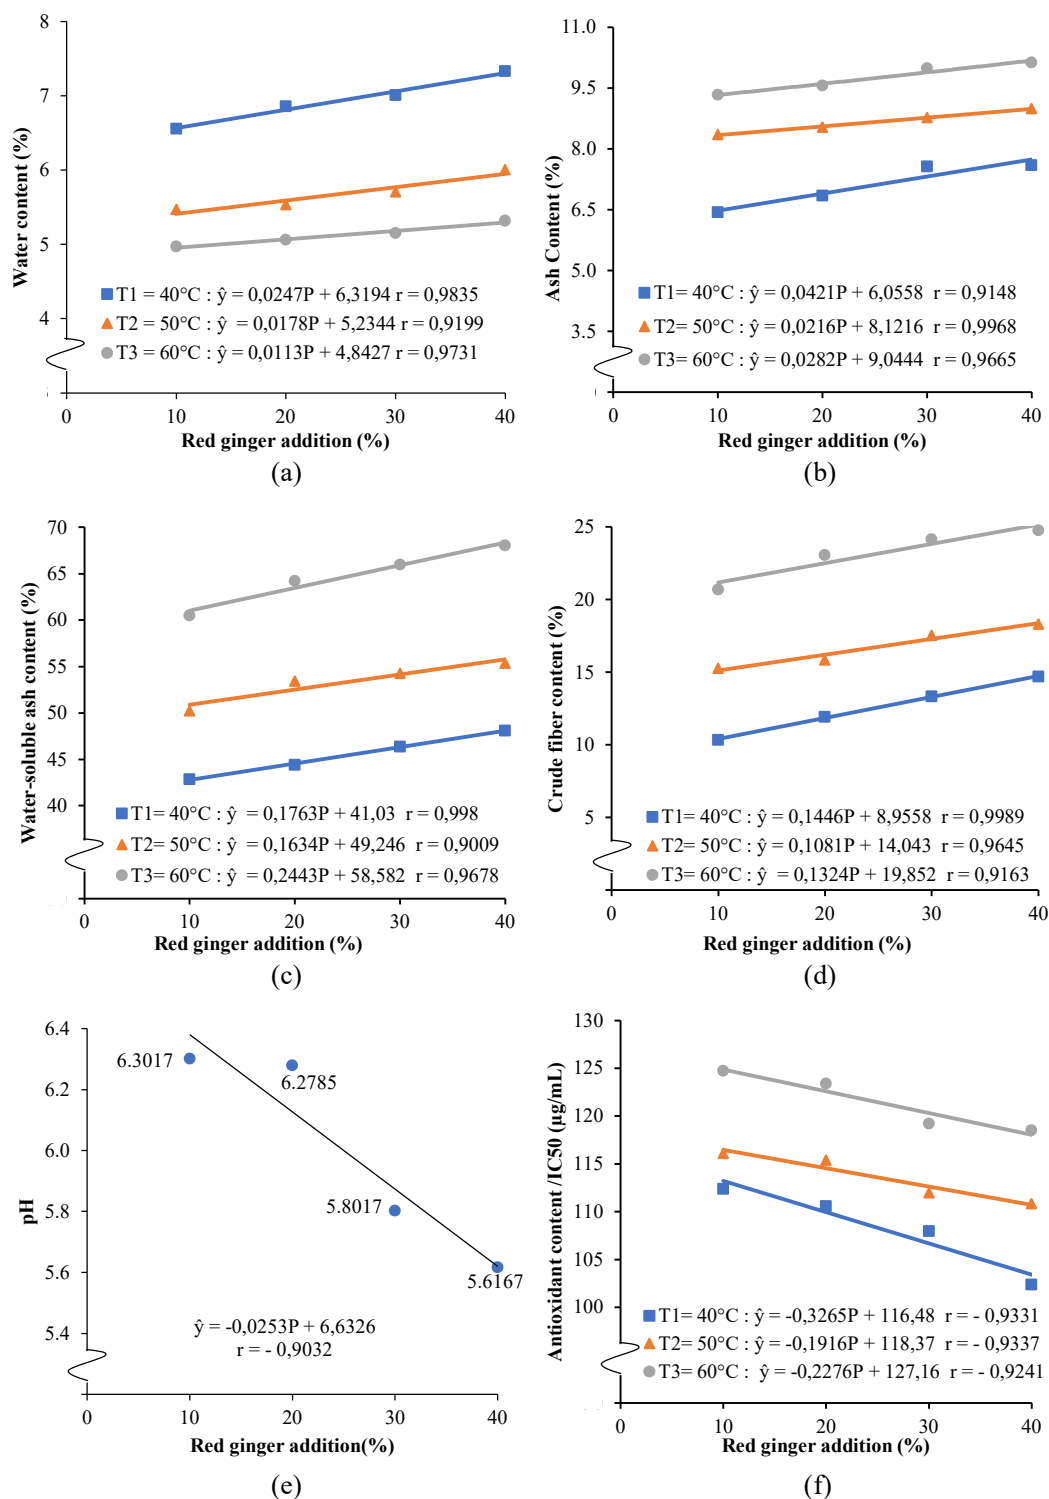 8
7
6
5
4
Water content (%)
T1 = 40°C : ŷ = 0,0247P + 6,3194 r = 0,9835
T2 = 50°C : ŷ = 0,0178P + 5,2344 r = 0,9199
T3 = 60°C : ŷ = 0,0113P + 4,8427 r = 0,9731
0 10 20 30 40
Red ginger addition (%)
(a)
11.0
9.5
8.0
6.5
5.0
3.5
Ash Content (%)
T1= 40°C : ŷ = 0,0421P + 6,0558 r = 0,9148
T2= 50°C : ŷ = 0,0216P + 8,1216 r = 0,9968
T3= 60°C : ŷ = 0,0282P + 9,0444 r = 0,9665
0 10 20 30 40
Red ginger addition (%)
(b)
70
65
60
55
50
45
40
Water-soluble ash content (%)
T1= 40°C : ŷ = 0,1763P + 41,03 r = 0,998
T2= 50°C : ŷ = 0,1634P + 49,246 r = 0,9009
T3= 60°C : ŷ = 0,2443P + 58,582 r = 0,9678
0 10 20 30 40
Red ginger addition (%)
(c)
25
20
15
10
5
Crude fiber content (%)
T1= 40°C : ŷ = 0,1446P + 8,9558 r = 0,9989
T2= 50°C : ŷ = 0,1081P + 14,043 r = 0,9645
T3= 60°C : ŷ = 0,1324P + 19,852 r = 0,9163
0 10 20 30 40
Red ginger addition (%)
(d)
6.4
6.2
6.0
5.8
5.6
5.4
pH
6.3017
6.2785
5.8017
5.6167
ŷ = -0,0253P + 6,6326
r = - 0,9032
0 10 20 30 40
Red ginger addition(%)
(e)
130
125
120
115
110
105
100
Antioxidant content /IC50 (µg/mL)
T1= 40°C : ŷ = -0,3265P + 116,48 r = - 0,9331
T2= 50°C : ŷ = -0,1916P + 118,37 r = - 0,9337
T3= 60°C : ŷ = -0,2276P + 127,16 r = - 0,9241
0 10 20 30 40
Red ginger addition (%)
(f)